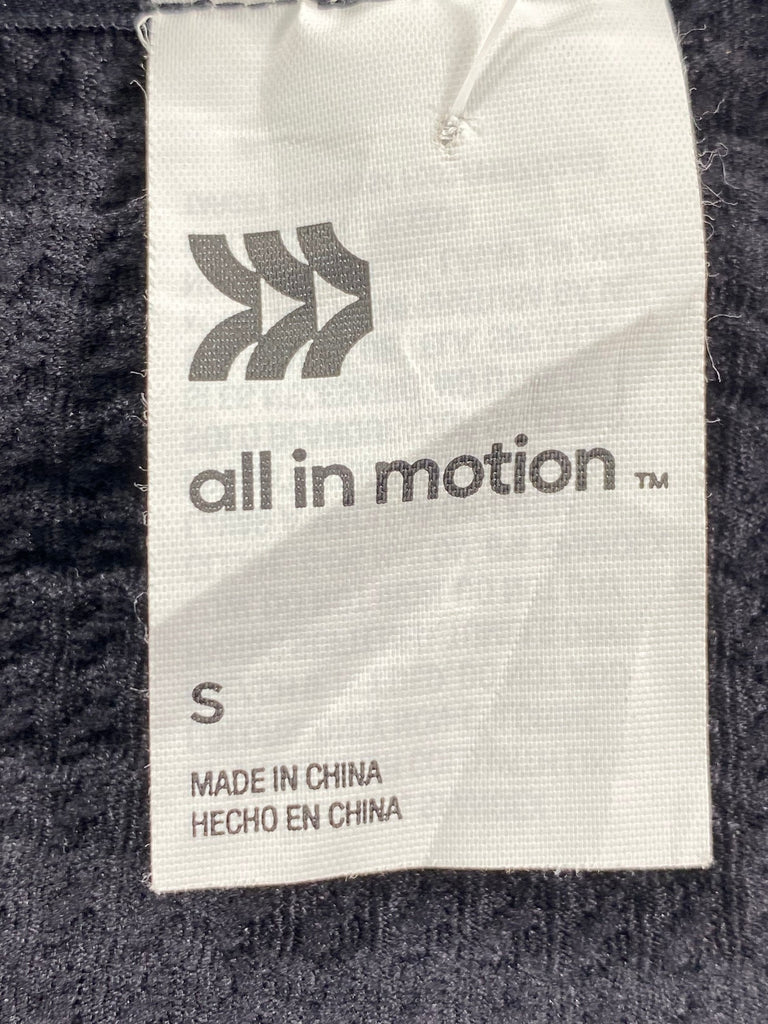 all in motion ™
S
MADE IN CHINA
HECHO EN CHINA